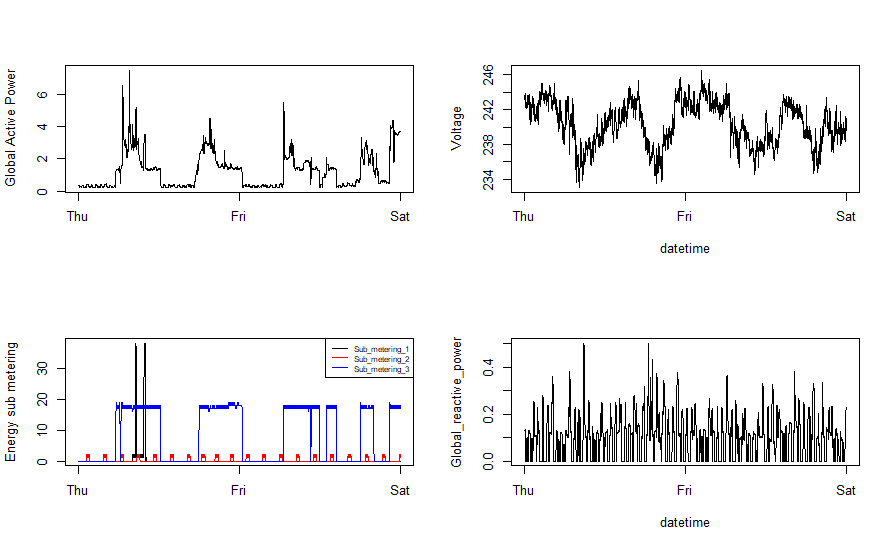 Global Active Power
0 2 4 6
Thu Fri Sat
Voltage
234 238 242 246
Thu Fri Sat
datetime
Energy sub metering
0 10 20 30
Sub_metering_1
Sub_metering_2
Sub_metering_3
Thu Fri Sat
Global_reactive_power
0.0 0.2 0.4
Thu Fri Sat
datetime